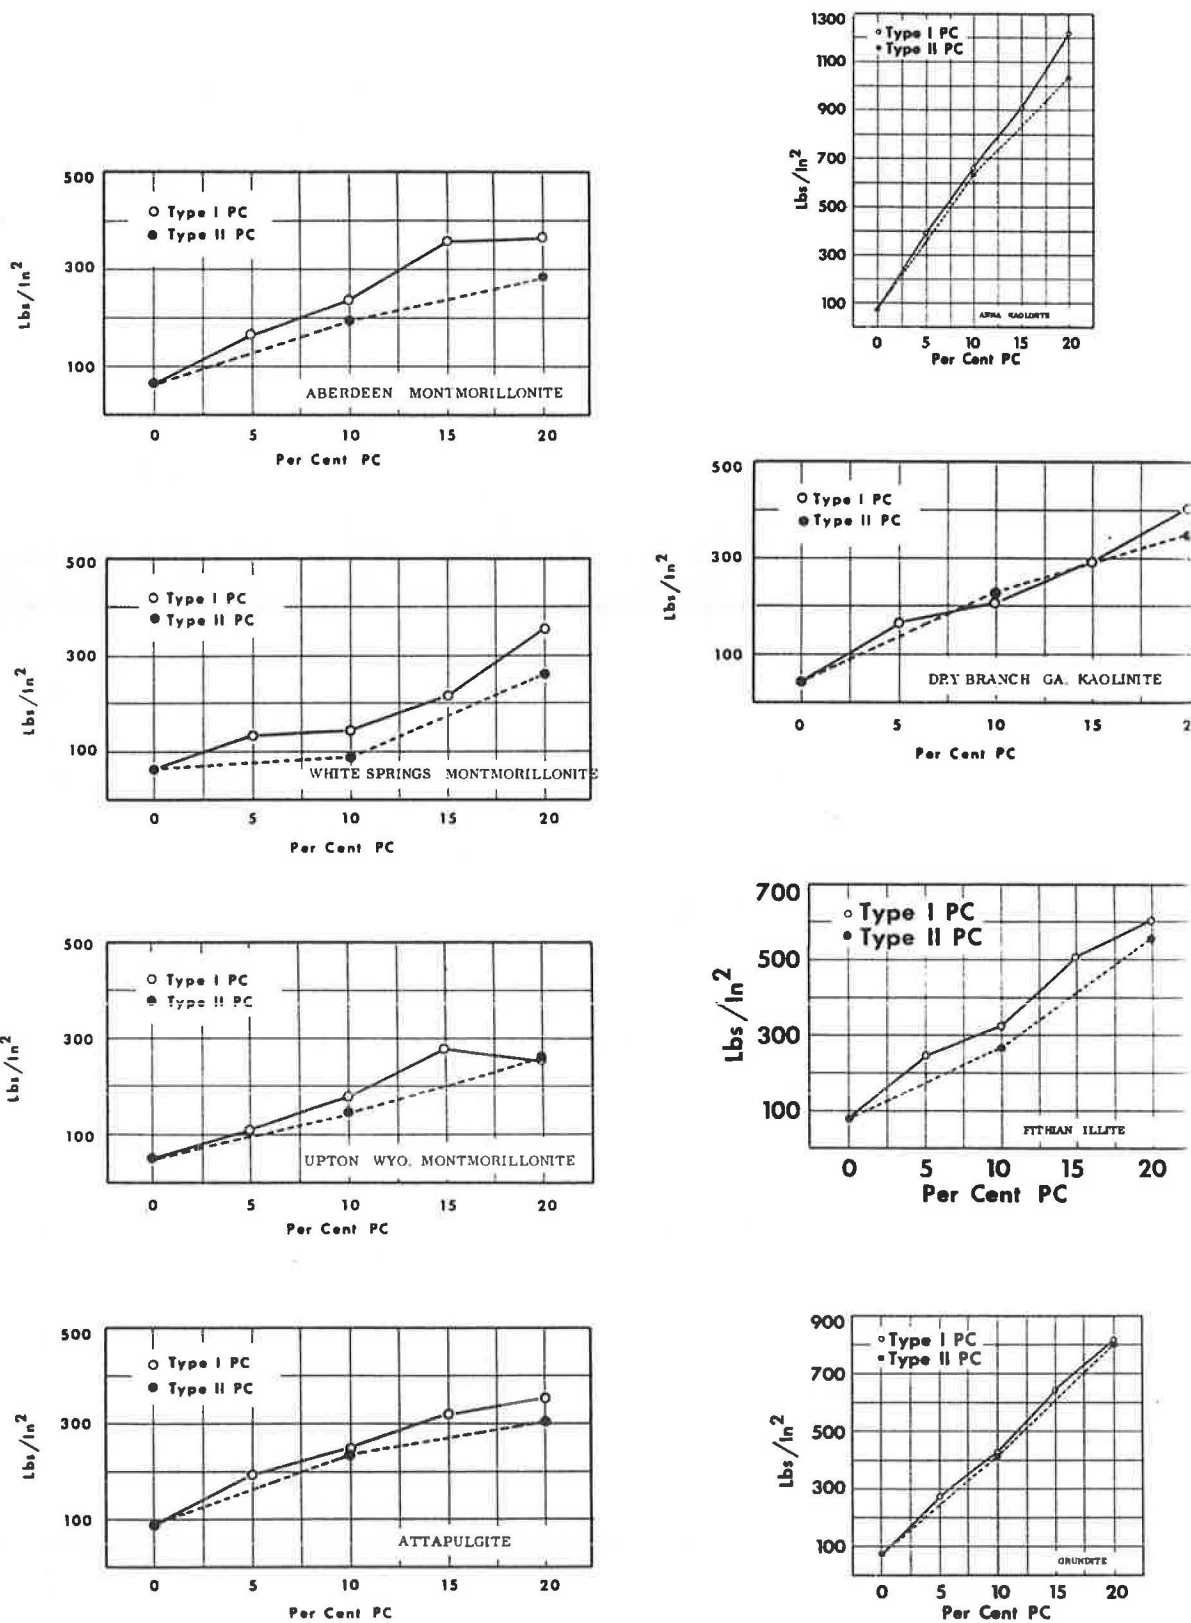 500
Type I PC
Type II PC
300
100
Lbs/In2
ABERDEEN MONTMORILLONITE
0 5 10 15 20
Per Cent PC
500
Type I PC
Type II PC
300
100
Lbs/In2
WHITE SPRINGS MONTMORILLONITE
0 5 10 15 20
Per Cent PC
500
Type I PC
Type II PC
300
100
Lbs/In2
UPTON WYO. MONTMORILLONITE
0 5 10 15 20
Per Cent PC
500
Type I PC
Type II PC
300
100
Lbs/In2
ATTAPULGITE
0 5 10 15 20
Per Cent PC
1300
Type I PC
Type II PC
1100
900
700
500
300
100
Lbs/In2
ANNA KAOLINITE
0 5 10 15 20
Per Cent PC
500
Type I PC
Type II PC
300
100
Lbs/In2
DRY BRANCH GA. KAOLINITE
0 5 10 15 2
Per Cent PC
700
Type I PC
Type II PC
500
300
100
Lbs/In2
FITHIAN ILLITE
0 5 10 15 20
Per Cent PC
900
Type I PC
Type II PC
700
500
300
100
Lbs/In2
GRUNDITE
0 5 10 15 20
Per Cent PC